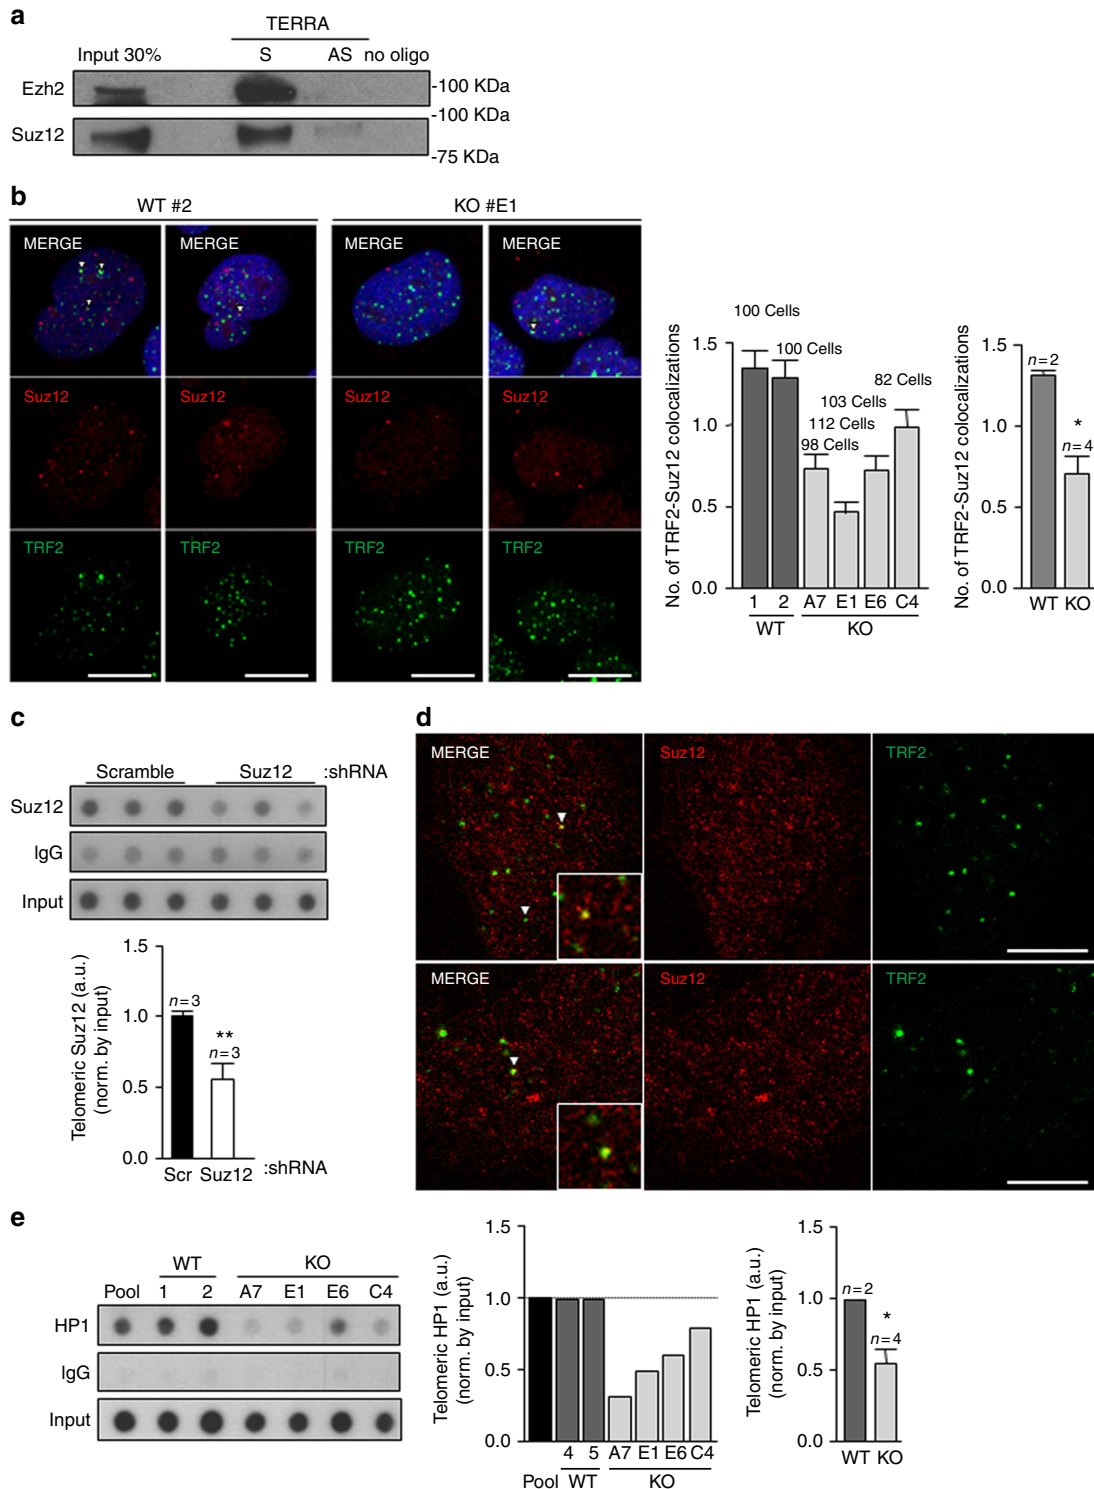 a
TERRA
Input 30% S AS no oligo
Ezh2
-100 KDa
-100 KDa
Suz12
-75 KDa
b
WT #2 KO #E1
MERGE MERGE MERGE MERGE
Suz12 Suz12 Suz12 Suz12
TRF2 TRF2 TRF2 TRF2
No. of TRF2-Suz12 colocalizations
1.5
1.0
0.5
0.0
100 Cells
100 Cells
98 Cells
112 Cells
103 Cells
82 Cells
1 2 A7 E1 E6 C4
WT KO
No. of TRF2-Suz12 colocalizations
1.5
1.0
0.5
0.0
n=2
*
n=4
WT KO
c
Scramble Suz12 :shRNA
Suz12
IgG
Input
Telomeric Suz12 (a.u.)
(norm. by input)
1.5
1.0
0.5
0.0
n=3
**
n=3
Scr Suz12 :shRNA
d
MERGE Suz12 TRF2
MERGE Suz12 TRF2
e
WT KO
Pool 1 2 A7 E1 E6 C4
HP1
IgG
Input
Telomeric HP1 (a.u.)
(norm. by input)
1.5
1.0
0.5
0.0
4 5 A7 E1 E6 C4
Pool WT KO
Telomeric HP1 (a.u.)
(norm. by input)
1.5
1.0
0.5
0.0
n=2
*
n=4
WT KO